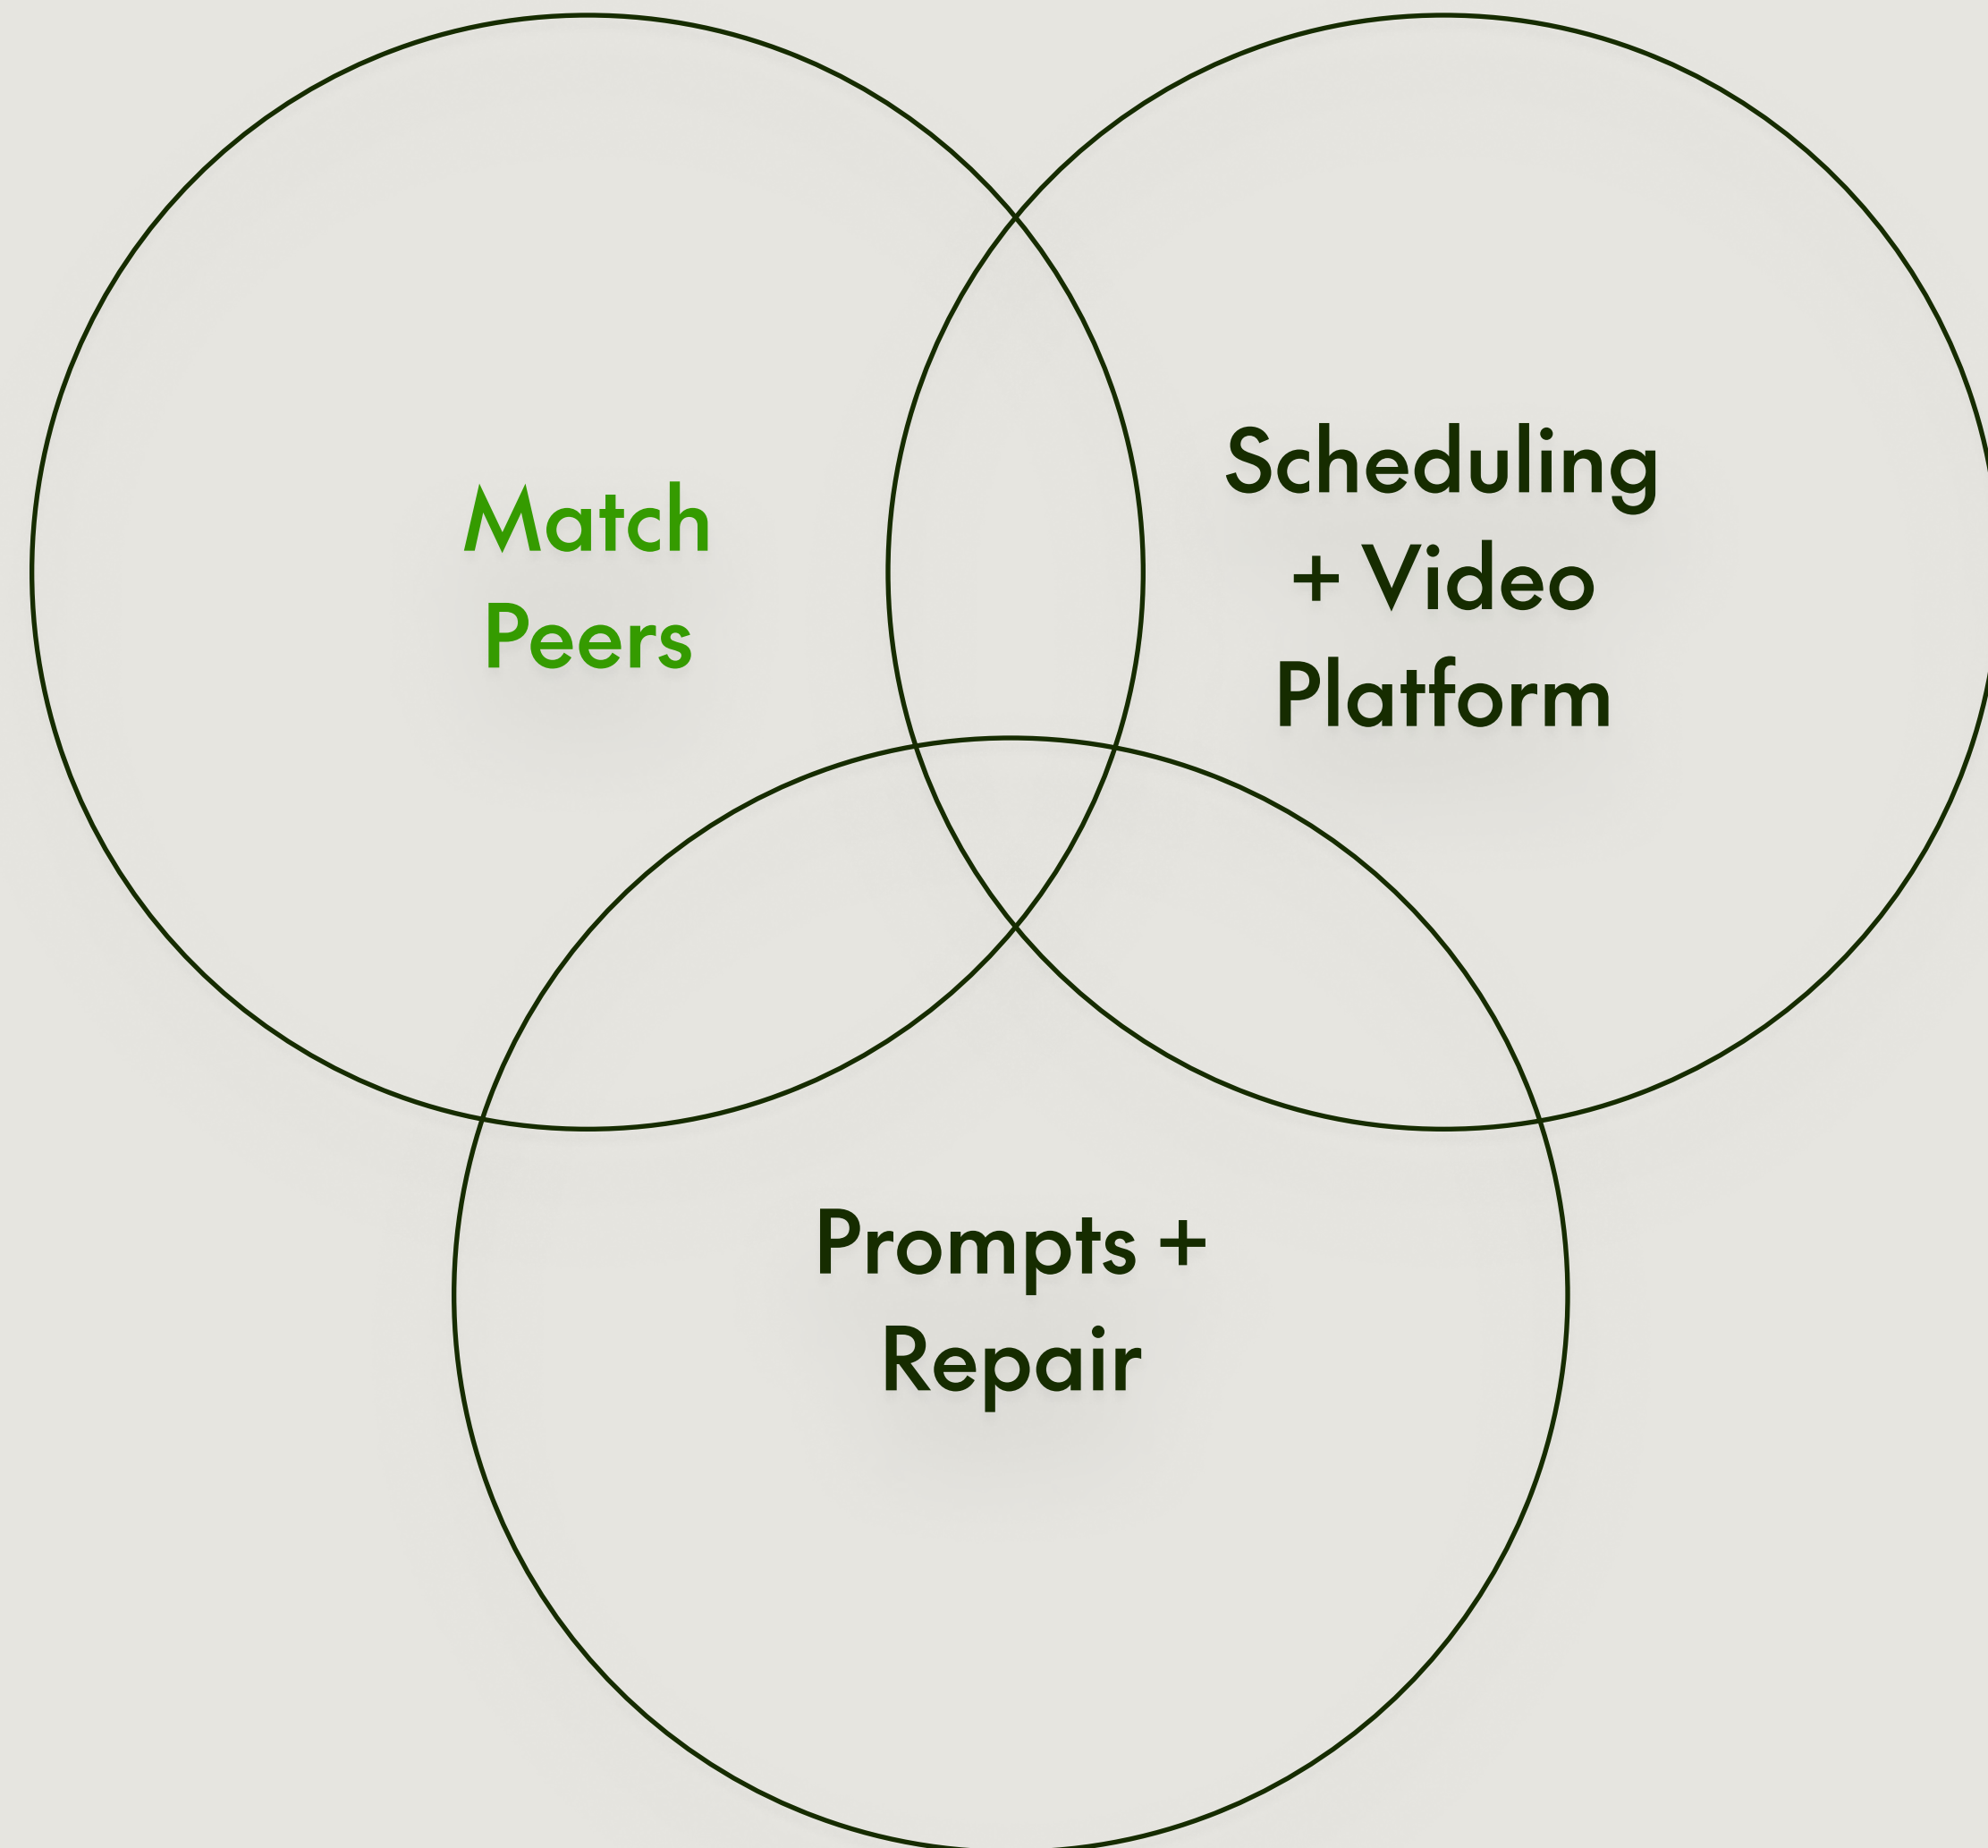 Match
Peers
Scheduling
+ Video
Platform
Prompts +
Repair